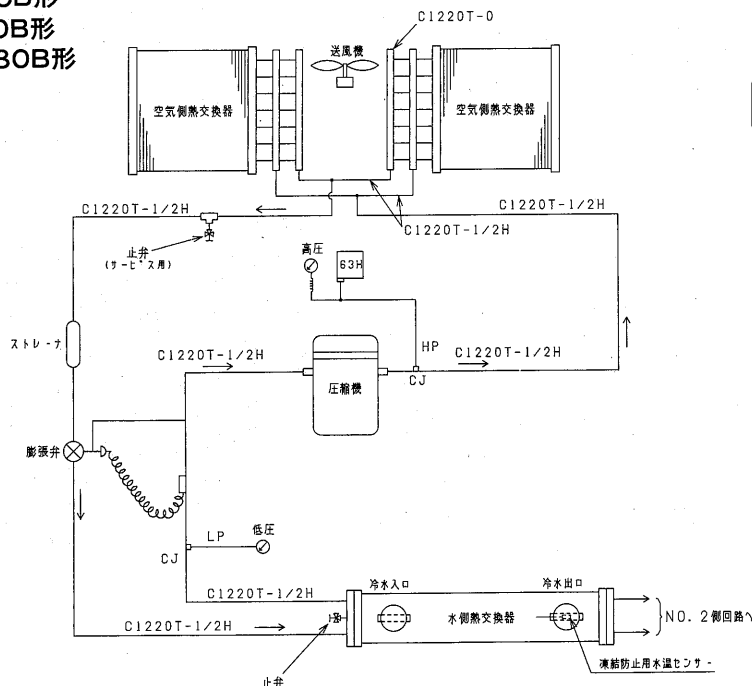 0B形
80B形
C1220T-O
送風機
空気側熱交換器
空気側熱交換器
C1220T-1/2H
C1220T-1/2H
C1220T-1/2H
止弁
(サービス用)
高圧
63H
ストレーナ
C1220T-1/2H
HP
C1220T-1/2H
圧縮機
CJ
膨張弁
低圧
LP
CJ
C1220T-1/2H
冷水入口
冷水出口
水側熱交換器
NO.2側回路へ
C1220T-1/2H
凍結防止用水温センサー
止弁